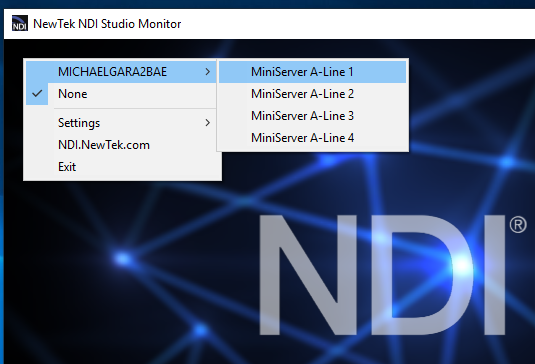 NDI NewTek NDI Studio Monitor
MICHAELGARA2BAE
None
Settings
NDI.NewTek.com
Exit
MiniServer A-Line 1
MiniServer A-Line 2
MiniServer A-Line 3
MiniServer A-Line 4
NDI®